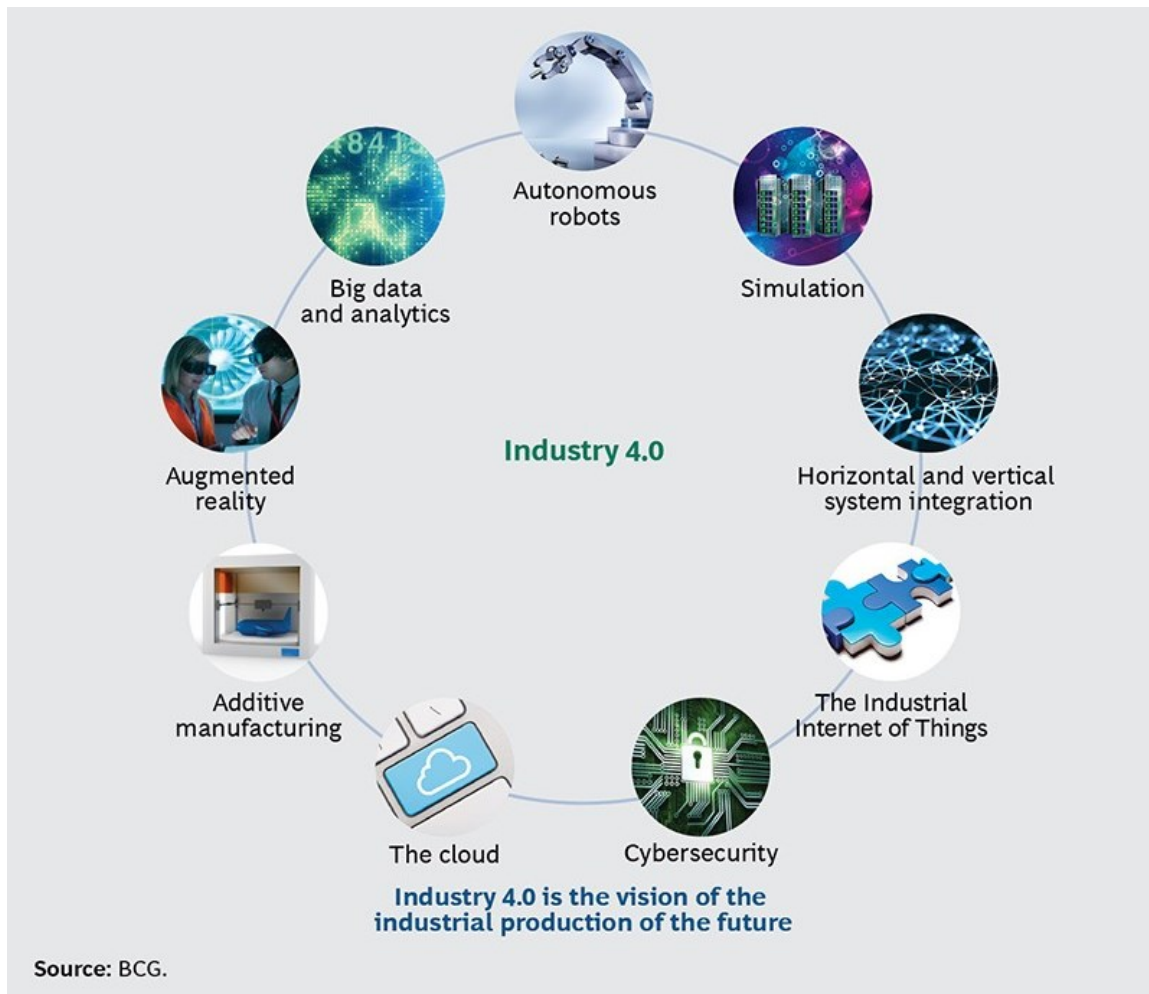 Autonomous
robots
Simulation
Horizontal and vertical
system integration
The Industrial
Internet of Things
Cybersecurity
The cloud
Additive
manufacturing
Augmented
reality
Big data
and analytics
Industry 4.0
Industry 4.0 is the vision of the
industrial production of the future
Source: BCG.